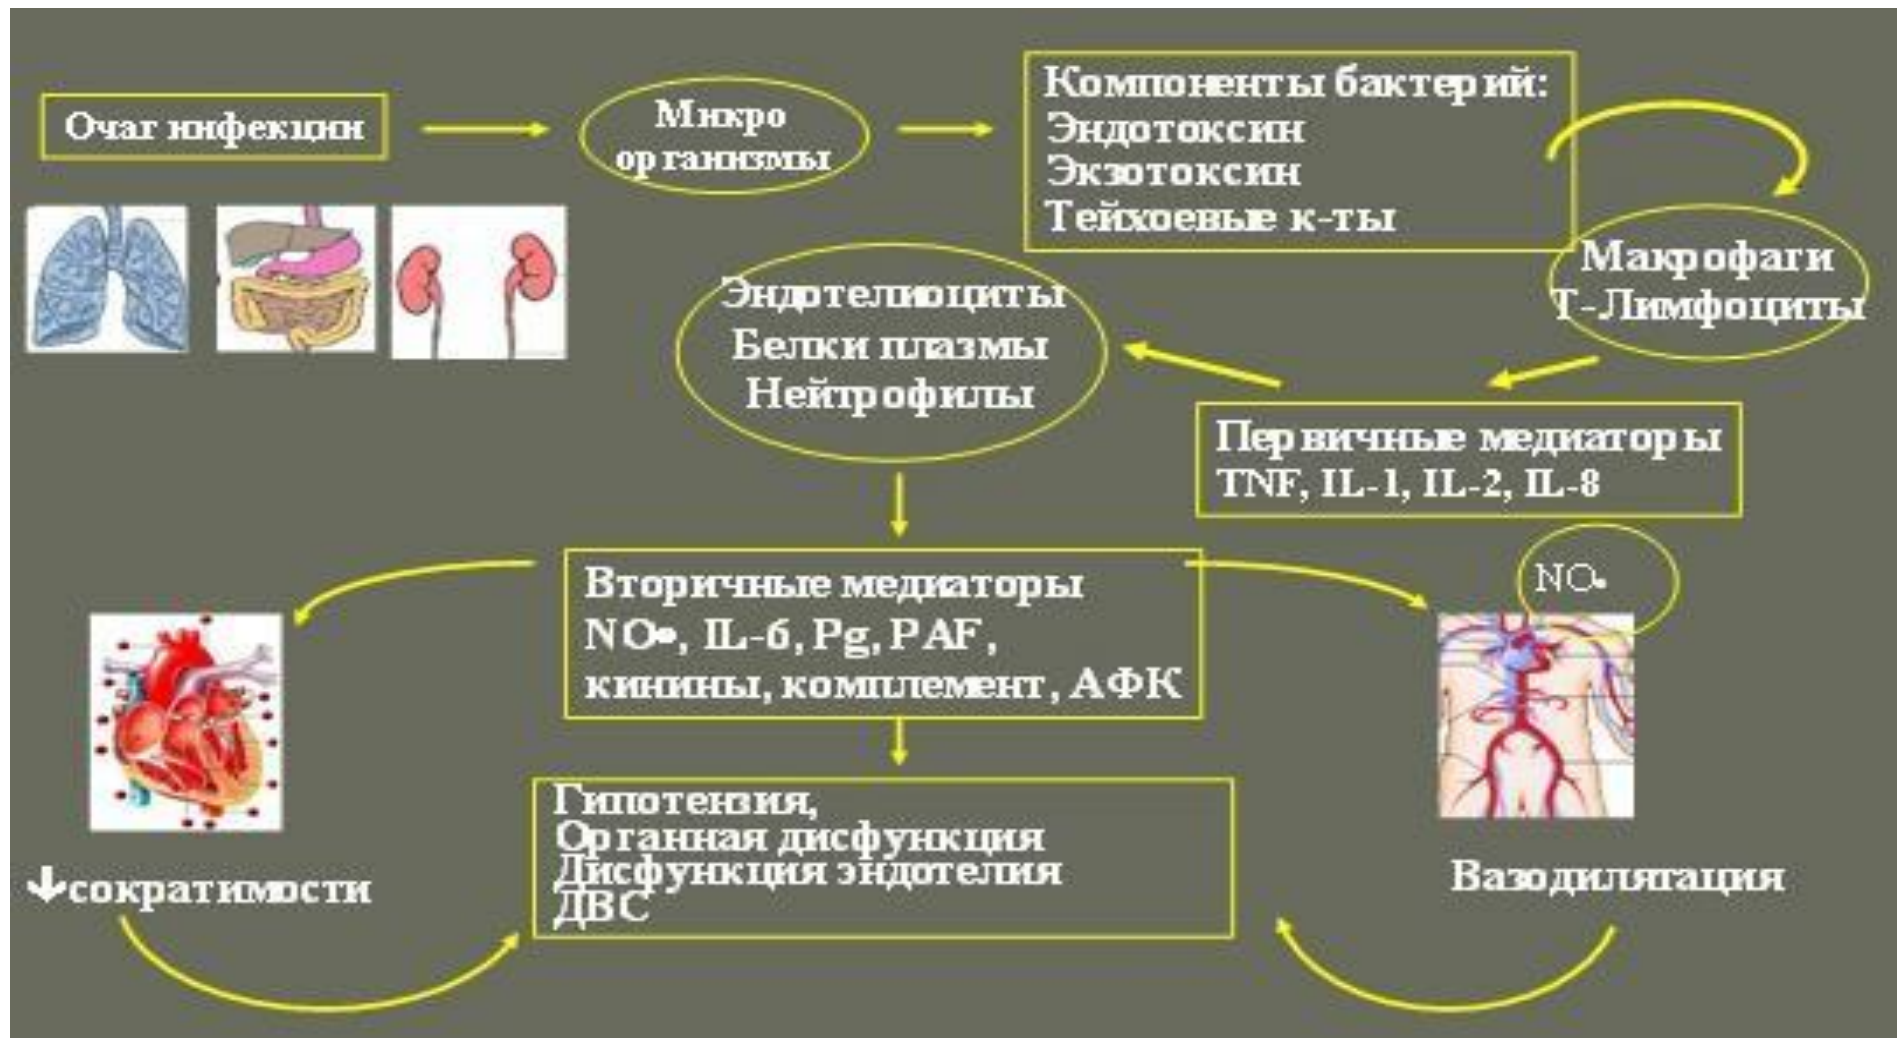 Очаг инфекции
Микро
организмы
Компоненты бактерий:
Эндотоксин
Экзотоксин
Тейхоевые к-ты
Макрофаги
Т-Лимфоциты
Эндотелиоциты
Белки плазмы
Нейтрофилы
Первичные медиаторы
TNF, IL-1, IL-2, IL-8
Вторичные медиаторы
NO•, IL-6, Pg, PAF,
кинины, комплемент, АФК
NO•
Гипотензия,
Органная дисфункция
Дисфункция эндотелия
ДВС
↓сократимости
Вазодилятация